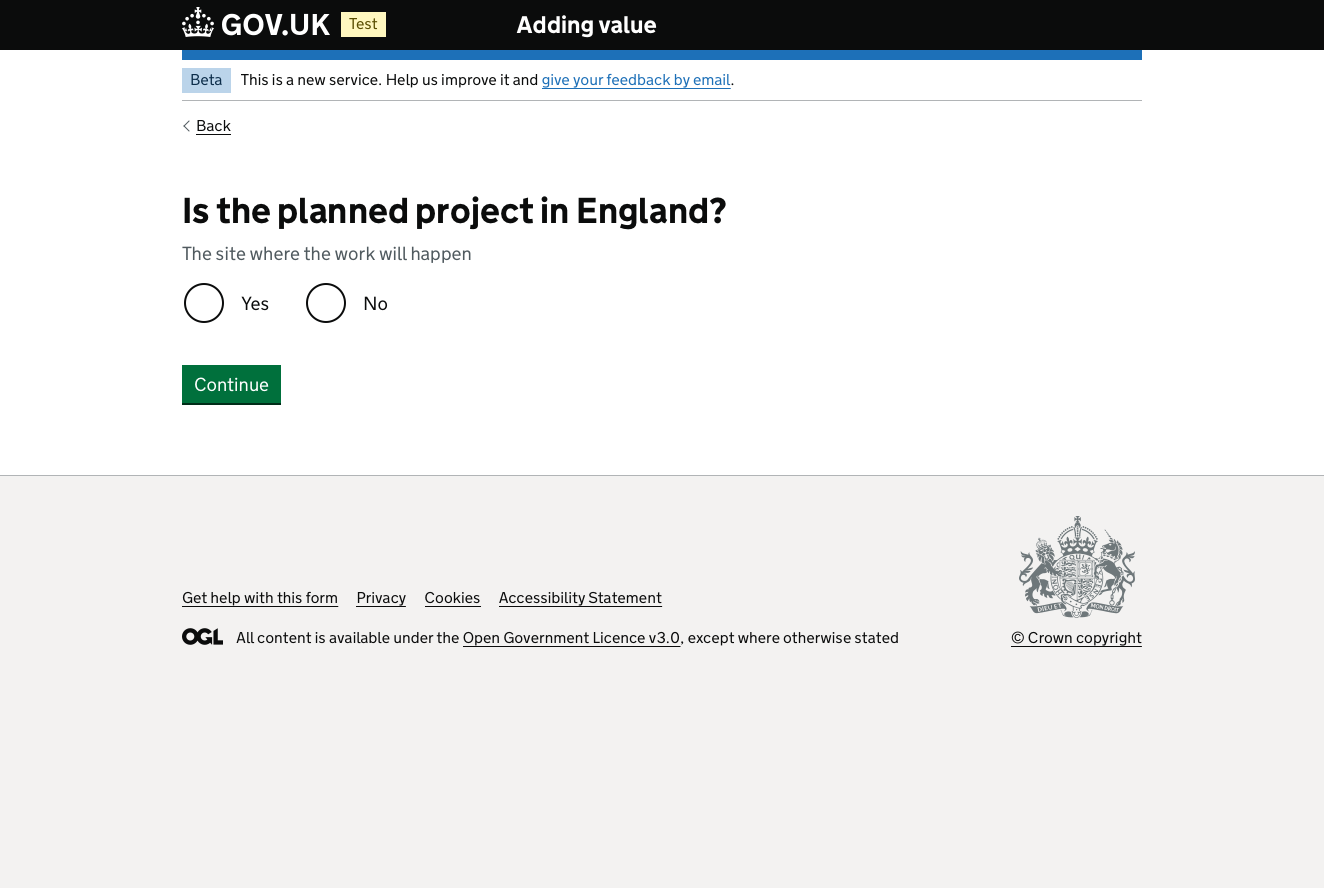 GOV.UK Test Adding value
Beta This is a new service. Help us improve it and give your feedback by email.
Back
Is the planned project in England?
The site where the work will happen
Yes No
Continue
Get help with this form Privacy Cookies Accessibility Statement
OGL All content is available under the Open Government Licence v3.0, except where otherwise stated
DIEU ET MON DROIT
© Crown copyright